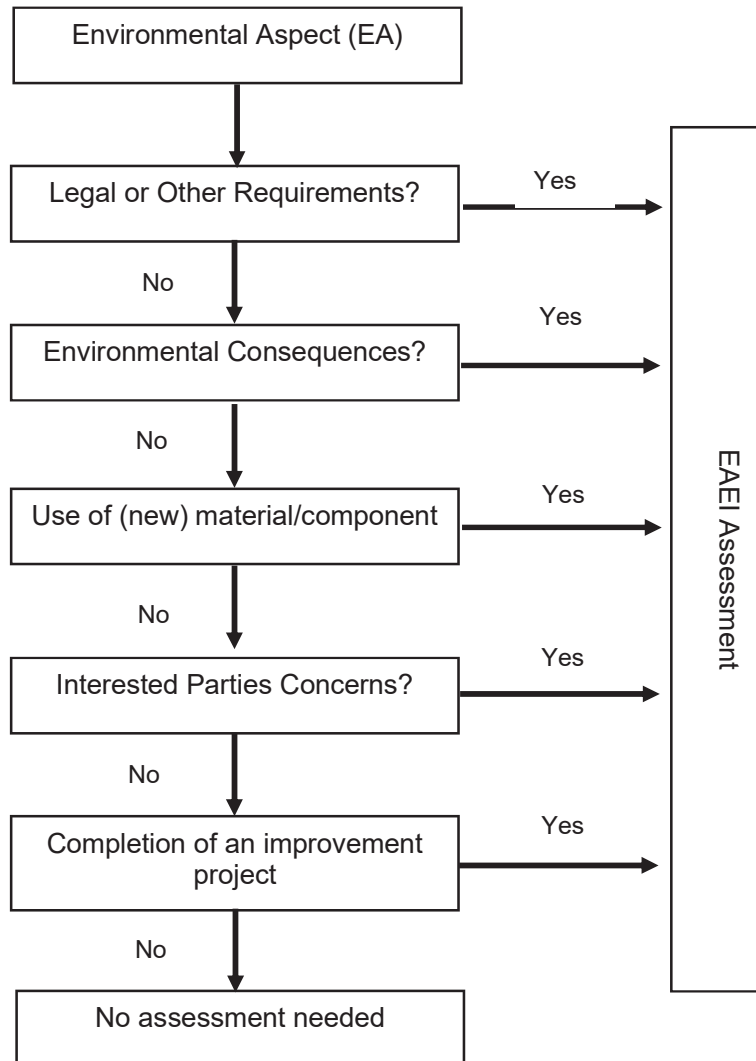 Environmental Aspect (EA)
Legal or Other Requirements?
Yes
No
Environmental Consequences?
Yes
No
Use of (new) material/component
Yes
No
Interested Parties Concerns?
Yes
No
Completion of an improvement
project
Yes
No
No assessment needed
EAEI Assessment